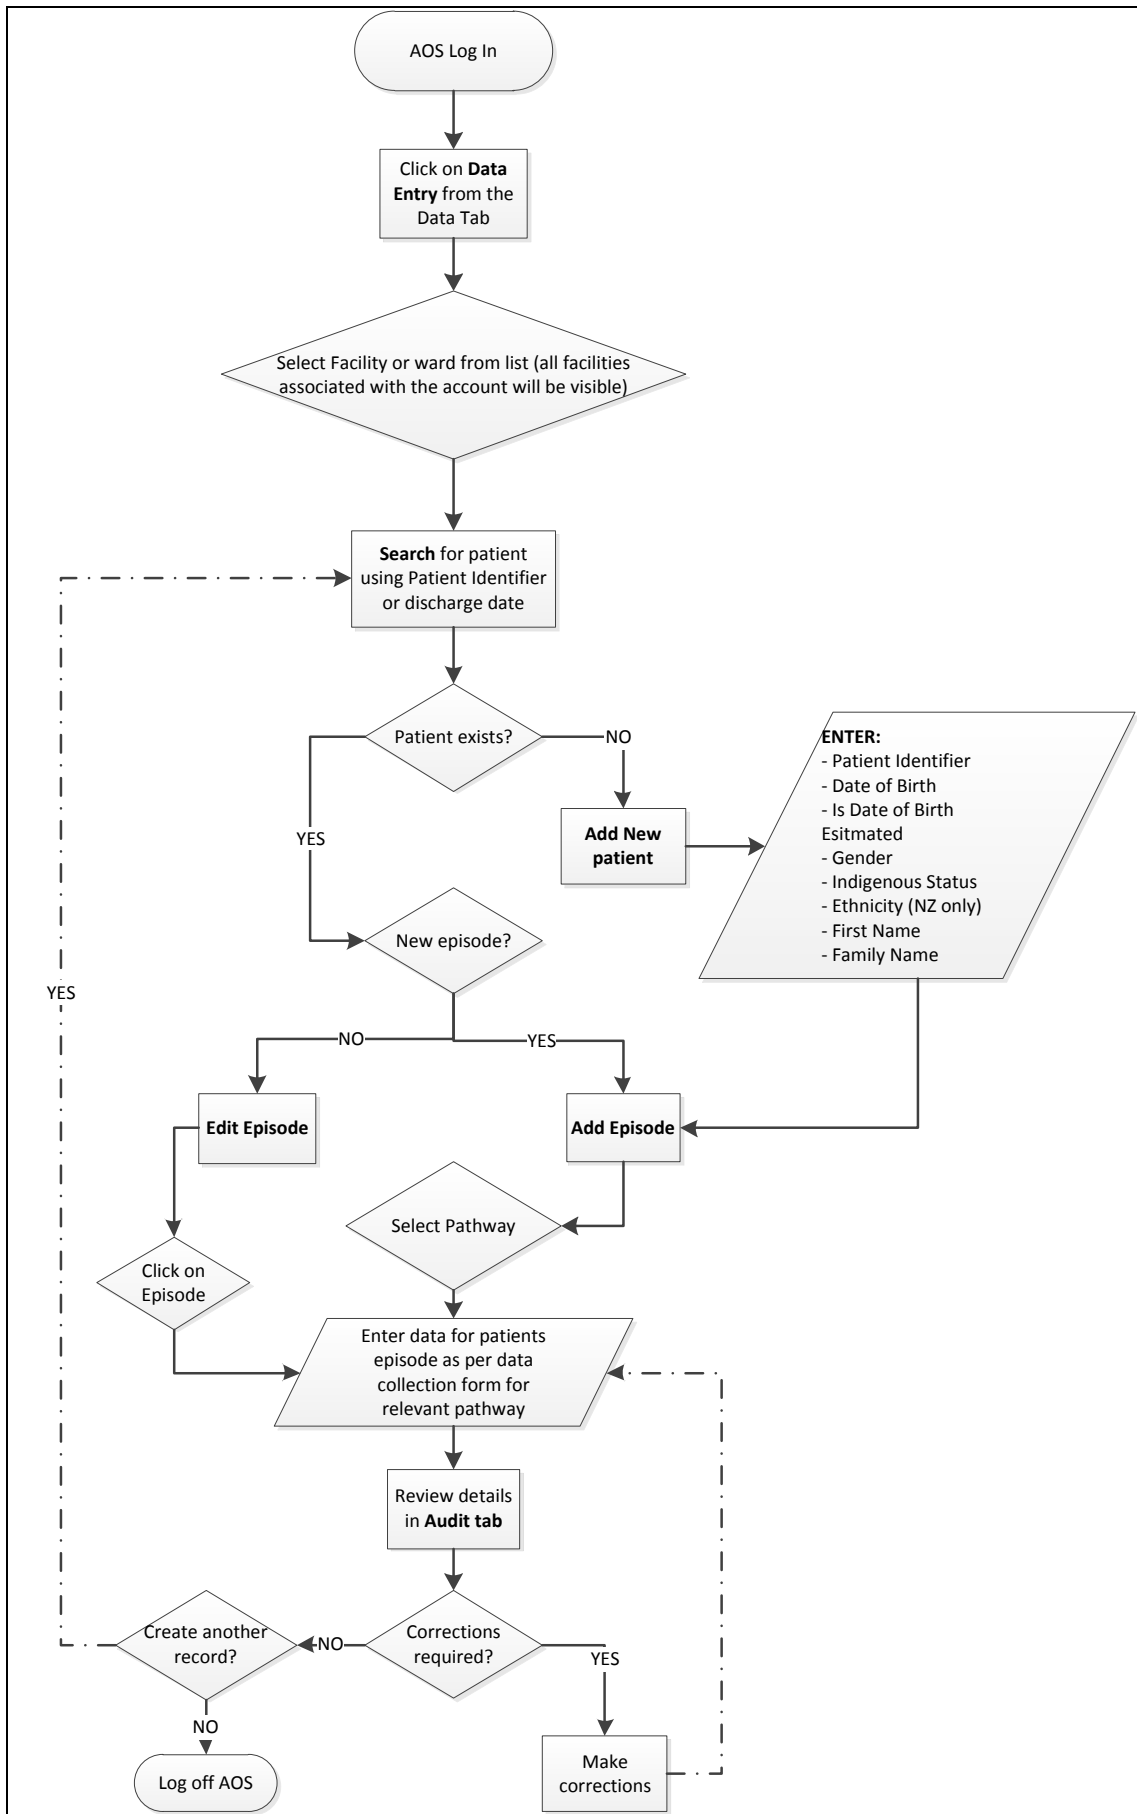 AOS Log In
Click on Data
Entry from the
Data Tab
Select Facility or ward from list (all facilities
associated with the account will be visible)
Search for patient
using Patient Identifier
or discharge date
Patient exists?
NO
YES
Add New
patient
ENTER:
- Patient Identifier
- Date of Birth
- Is Date of Birth
Esitmated
- Gender
- Indigenous Status
- Ethnicity (NZ only)
- First Name
- Family Name
New episode?
YES
NO
YES
Edit Episode
Add Episode
Select Pathway
Click on
Episode
Enter data for patients
episode as per data
collection form for
relevant pathway
Review details
in Audit tab
Create another
record?
NO
Corrections
required?
YES
NO
Log off AOS
Make
corrections